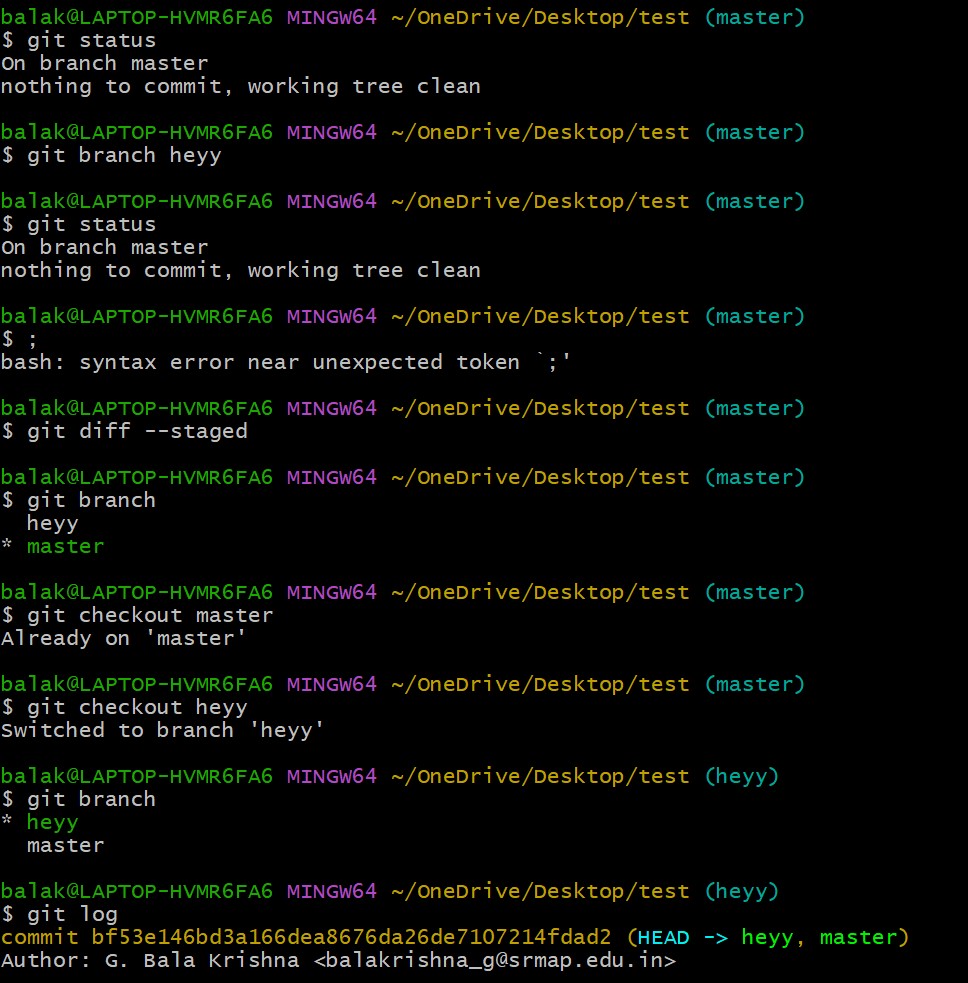 balak@LAPTOP-HVMR6FA6 MINGW64 ~/OneDrive/Desktop/test (master)
$ git status
On branch master
nothing to commit, working tree clean
balak@LAPTOP-HVMR6FA6 MINGW64 ~/OneDrive/Desktop/test (master)
$ git branch heyy
balak@LAPTOP-HVMR6FA6 MINGW64 ~/OneDrive/Desktop/test (master)
$ git status
On branch master
nothing to commit, working tree clean
balak@LAPTOP-HVMR6FA6 MINGW64 ~/OneDrive/Desktop/test (master)
$ ;
bash: syntax error near unexpected token `;'
balak@LAPTOP-HVMR6FA6 MINGW64 ~/OneDrive/Desktop/test (master)
$ git diff --staged
balak@LAPTOP-HVMR6FA6 MINGW64 ~/OneDrive/Desktop/test (master)
$ git branch
  heyy
* master
balak@LAPTOP-HVMR6FA6 MINGW64 ~/OneDrive/Desktop/test (master)
$ git checkout master
Already on 'master'
balak@LAPTOP-HVMR6FA6 MINGW64 ~/OneDrive/Desktop/test (master)
$ git checkout heyy
Switched to branch 'heyy'
balak@LAPTOP-HVMR6FA6 MINGW64 ~/OneDrive/Desktop/test (heyy)
$ git branch
* heyy
  master
balak@LAPTOP-HVMR6FA6 MINGW64 ~/OneDrive/Desktop/test (heyy)
$ git log
commit bf53e146bd3a166dea8676da26de7107214fdad2 (HEAD -> heyy, master)
Author: G. Bala Krishna <balakrishna_g@srmap.edu.in>